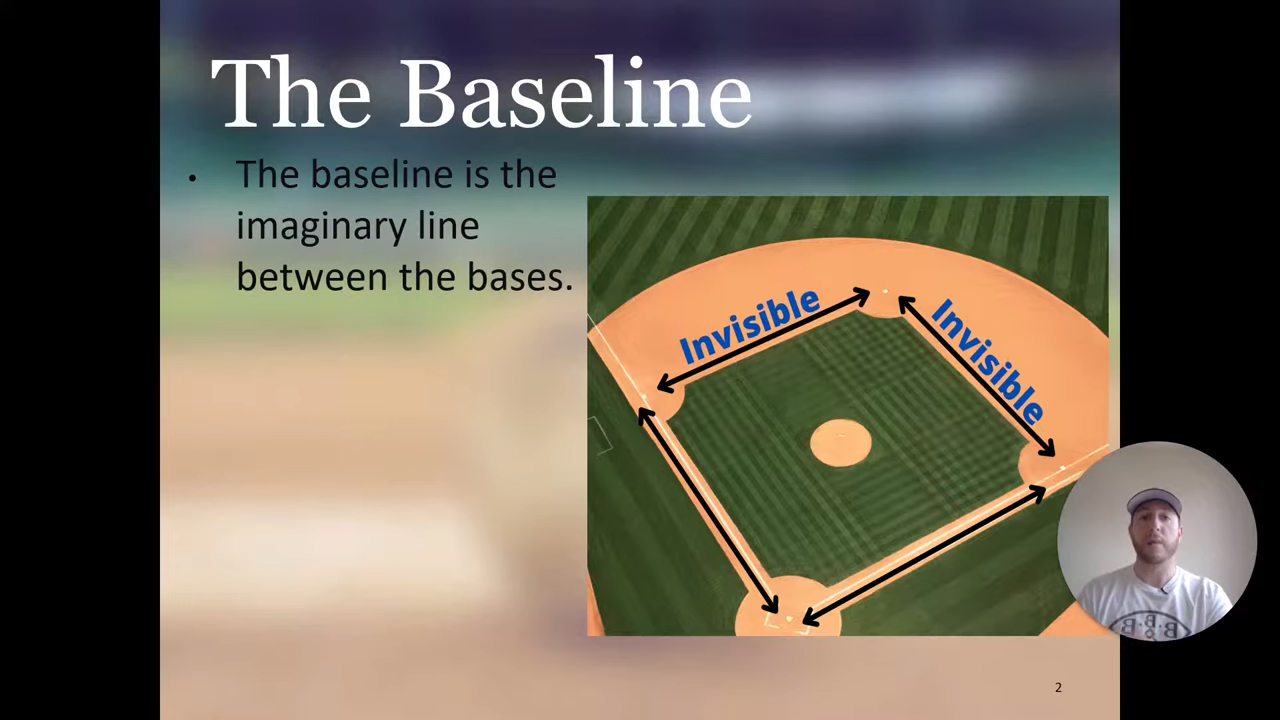 The Baseline
• The baseline is the
imaginary line
between the bases.
Invisible
Invisible
2